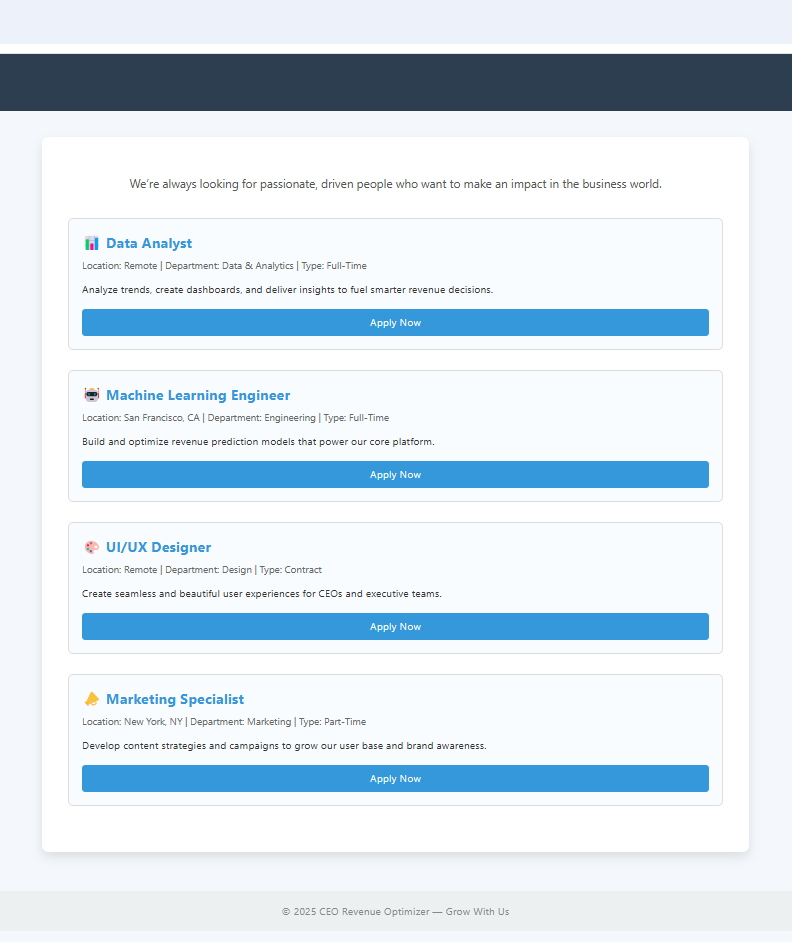 We're always looking for passionate, driven people who want to make an impact in the business world.
Data Analyst
Location: Remote | Department: Data & Analytics | Type: Full-Time
Analyze trends, create dashboards, and deliver insights to fuel smarter revenue decisions.
Apply Now
Machine Learning Engineer
Location: San Francisco, CA | Department: Engineering | Type: Full-Time
Build and optimize revenue prediction models that power our core platform.
Apply Now
UI/UX Designer
Location: Remote | Department: Design | Type: Contract
Create seamless and beautiful user experiences for CEOs and executive teams.
Apply Now
Marketing Specialist
Location: New York, NY | Department: Marketing | Type: Part-Time
Develop content strategies and campaigns to grow our user base and brand awareness.
Apply Now
© 2025 CEO Revenue Optimizer — Grow With Us